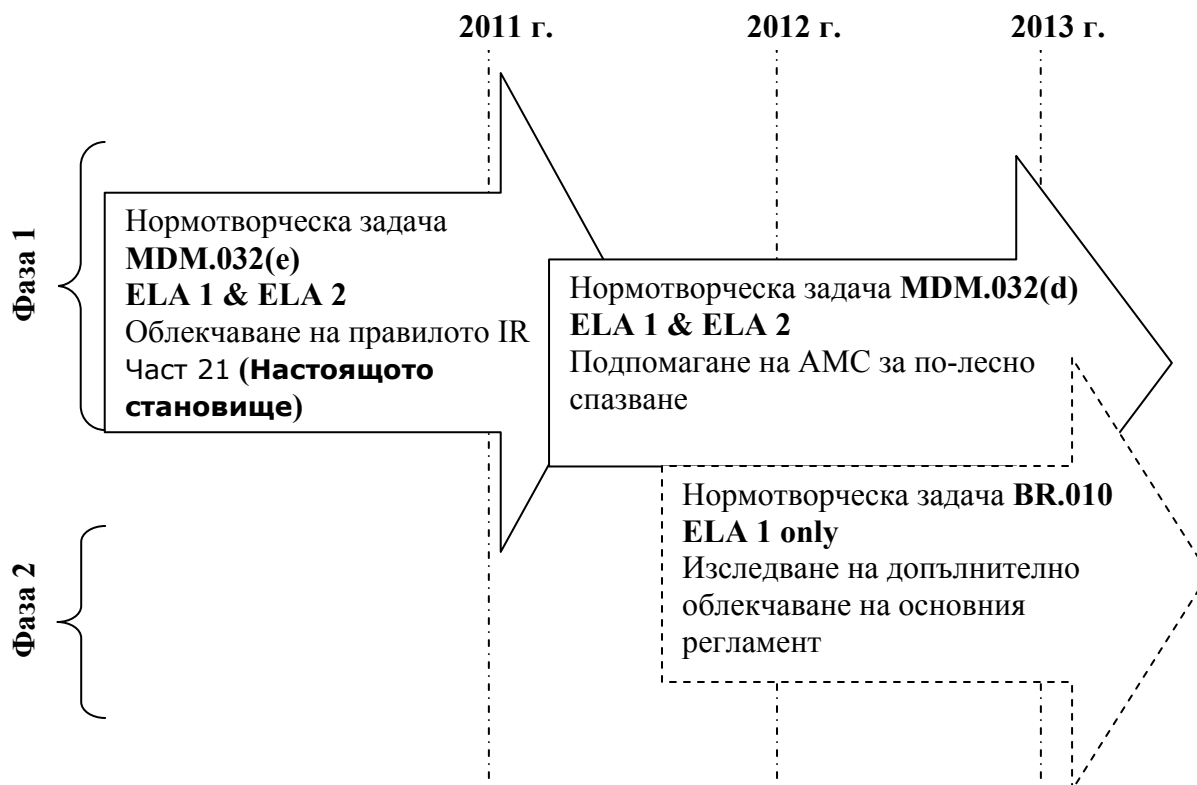 2011 г.
2012 г.
2013 г.
Фаза 1
Нормотворческа задача
MDM.032(e)
ELA 1 & ELA 2
Облекчаване на правилото IR
Част 21 (Настоящото
становище)
Нормотворческа задача MDM.032(d)
ELA 1 & ELA 2
Подпомагане на АМС за по-лесно
спазване
Фаза 2
Нормотворческа задача BR.010
ELA 1 only
Изследване на допълнително
облекчаване на основния
регламент